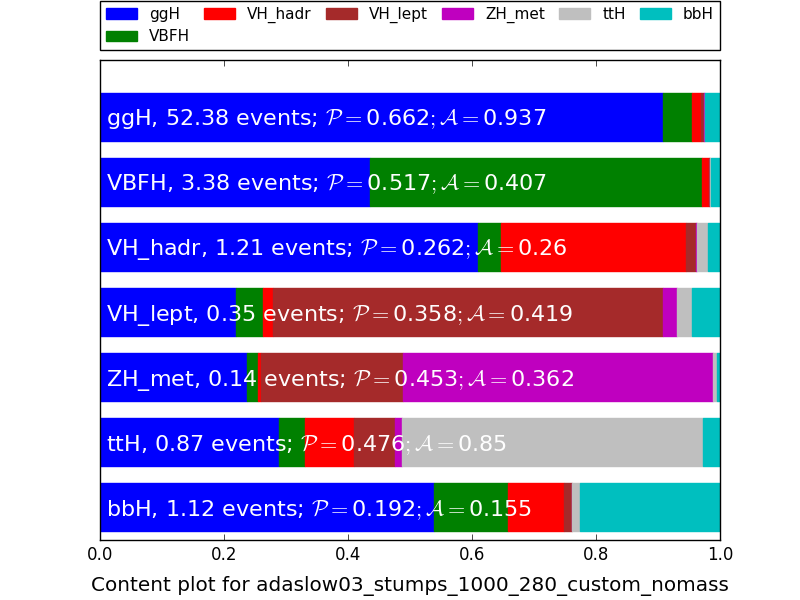 ggH VH_hadr VH_lept ZH_met ttH bbH
VBFH
ggH, 52.38 events; 𝒫 = 0.662; 𝒜 = 0.937
VBFH, 3.38 events; 𝒫 = 0.517; 𝒜 = 0.407
VH_hadr, 1.21 events; 𝒫 = 0.262; 𝒜 = 0.26
VH_lept, 0.35 events; 𝒫 = 0.358; 𝒜 = 0.419
ZH_met, 0.14 events; 𝒫 = 0.453; 𝒜 = 0.362
ttH, 0.87 events; 𝒫 = 0.476; 𝒜 = 0.85
bbH, 1.12 events; 𝒫 = 0.192; 𝒜 = 0.155
0.0 0.2 0.4 0.6 0.8 1.0
Content plot for adaslow03_stumps_1000_280_custom_nomass